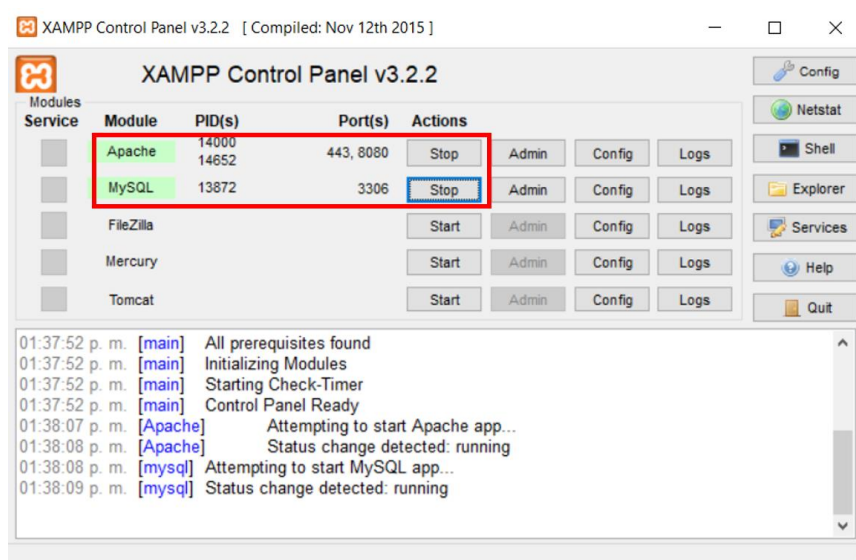 XAMPP Control Panel v3.2.2 [ Compiled: Nov 12th 2015 ]
XAMPP Control Panel v3.2.2
Config
Modules
Service Module PID(s) Port(s) Actions
Netstat
Apache 14000 14652 443, 8080 Stop Admin Config Logs
Shell
MySQL 13872 3306 Stop Admin Config Logs
Explorer
FileZilla Start Admin Config Logs
Services
Mercury Start Admin Config Logs
Help
Tomcat Start Admin Config Logs
Quit
01:37:52 p. m. [main] All prerequisites found
01:37:52 p. m. [main] Initializing Modules
01:37:52 p. m. [main] Starting Check-Timer
01:37:52 p. m. [main] Control Panel Ready
01:38:07 p. m. [Apache] Attempting to start Apache app...
01:38:08 p. m. [Apache] Status change detected: running
01:38:08 p. m. [mysql] Attempting to start MySQL app...
01:38:09 p. m. [mysql] Status change detected: running